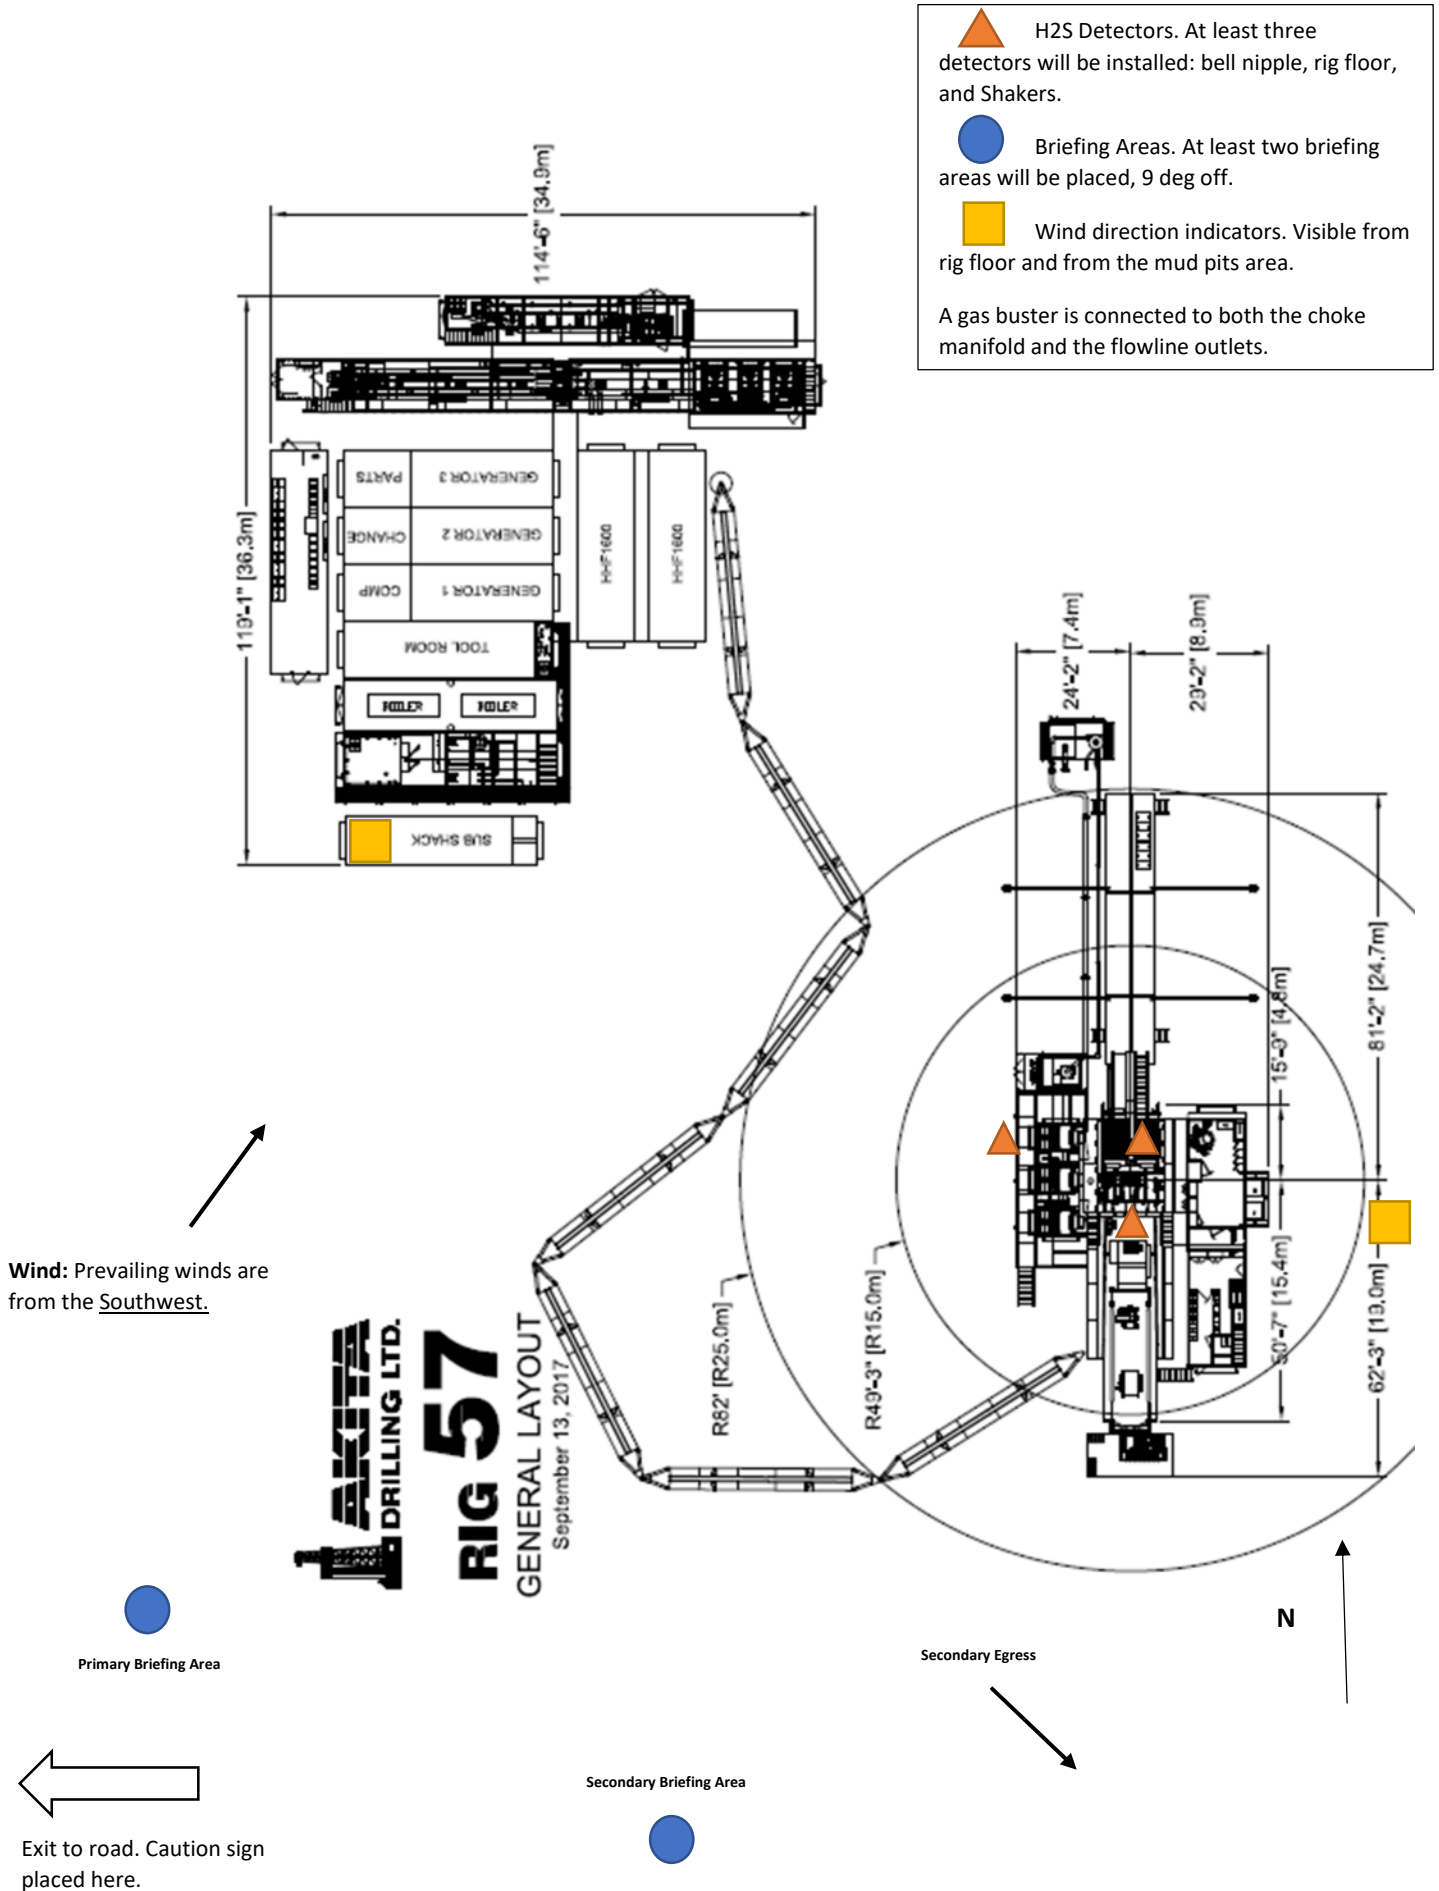 H2S Detectors. At least three
detectors will be installed: bell nipple, rig floor,
and Shakers.
Briefing Areas. At least two briefing
areas will be placed, 9 deg off.
Wind direction indicators. Visible from
rig floor and from the mud pits area.
A gas buster is connected to both the choke
manifold and the flowline outlets.
114'-6" [34.9m]
119'-1" [36.3m]
PARTS
GENERATOR 3
CHANGE
GENERATOR 2
COMP
GENERATOR 1
TOOL ROOM
BOILER
BOILER
SUB SHACK
HHF1600
HHF1600
24'-2" [7.4m]
29'-2" [8.9m]
81'-2" [24.7m]
15'-9" [4.8m]
50'-7" [15.4m]
62'-3" [19.0m]
R82' [R25.0m]
R49'-3" [R15.0m]
Wind: Prevailing winds are
from the Southwest.
AKITA
DRILLING LTD.
RIG 57
GENERAL LAYOUT
September 13, 2017
N
Primary Briefing Area
Secondary Egress
Secondary Briefing Area
Exit to road. Caution sign
placed here.